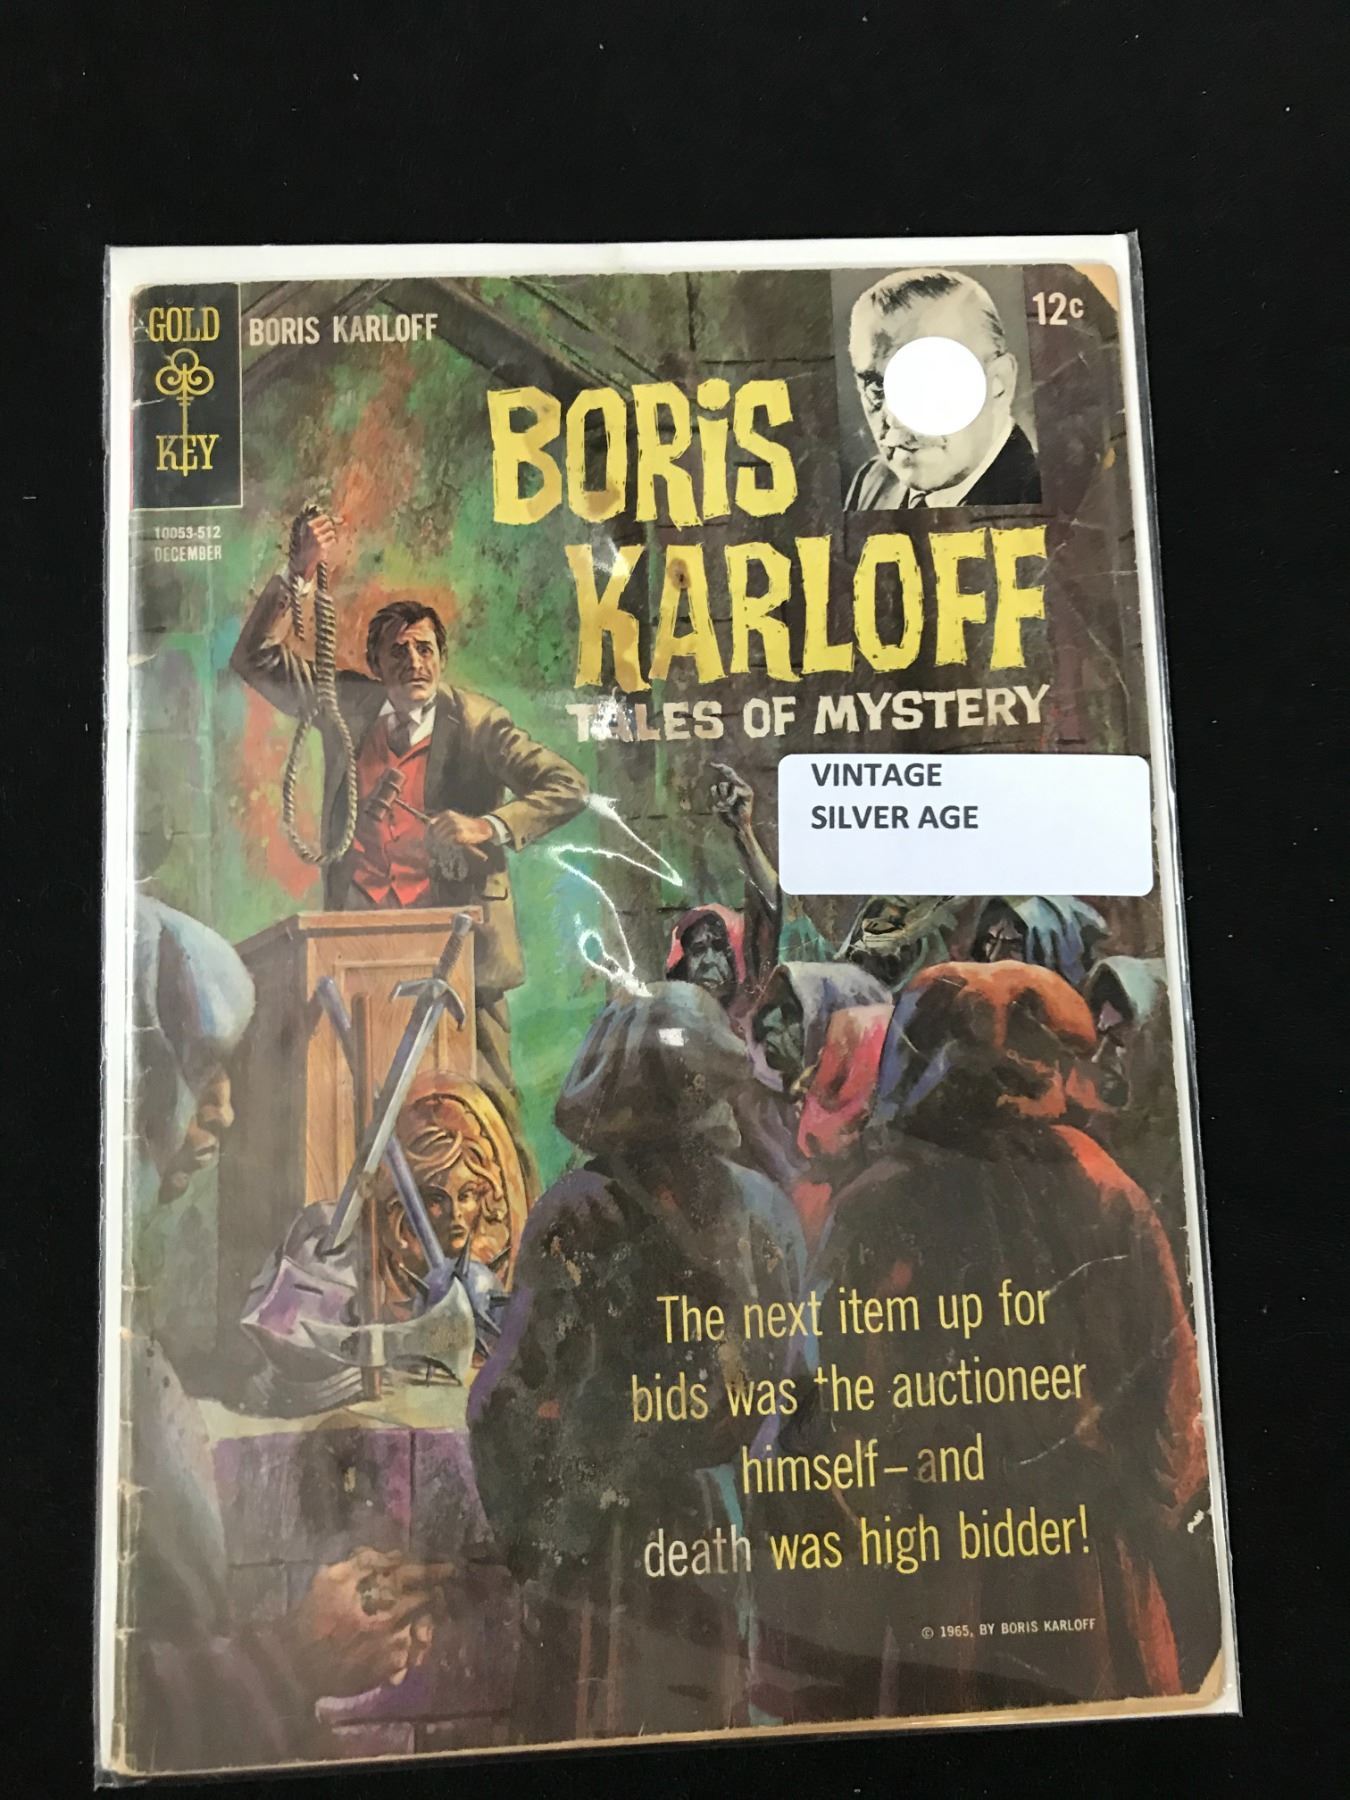 GOLD
KEY
BORIS KARLOFF
12c
10053-512
DECEMBER
BORiS
KARLOFF
TALES OF MYSTERY
VINTAGE
SILVER AGE
The next item up for
bids was the auctioneer
himself–and
death was high bidder!
© 1965, BY BORIS KARLOFF